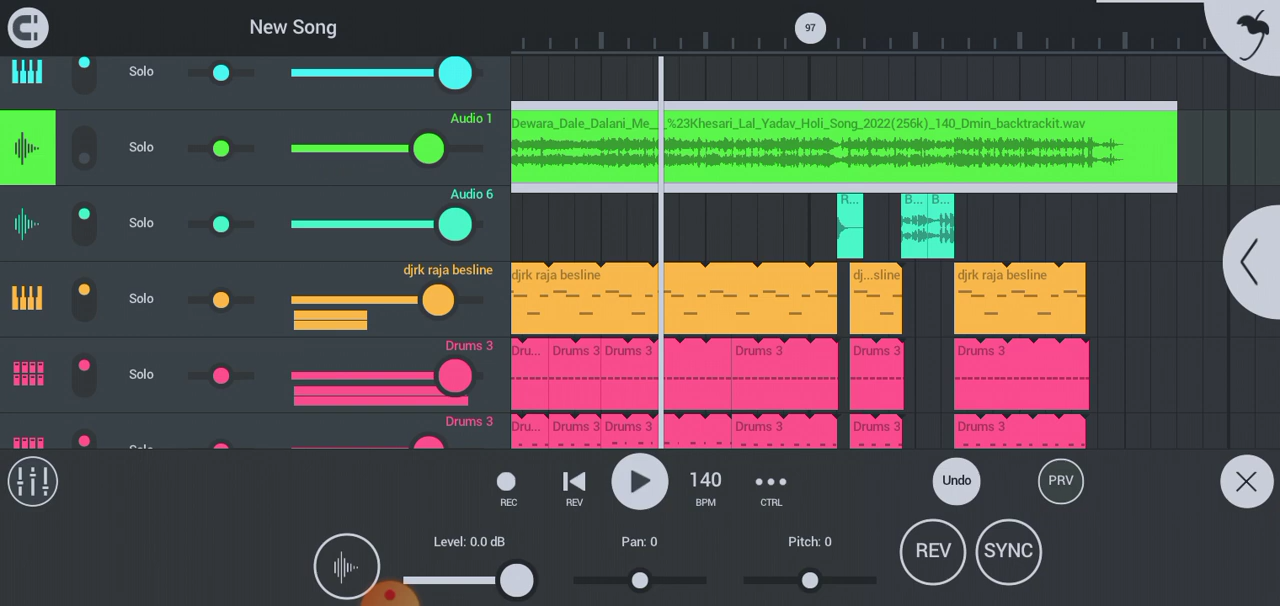 New Song
97
Solo
Audio 1
Dewara_Dale_Dalani_Me__
_%23Khesari_Lal_Yadav_Holi_Song_2022(256k)_140_Dmin_backtrackit.wav
Solo
Audio 6
R... B... B...
Solo
djrk raja besline
djrk raja besline dj...sline djrk raja besline
Solo
Drums 3
Dru... Drums 3 Drums 3 Drums 3 Drums 3 Drums 3
Solo
Drums 3
Dru... Drums 3 Drums 3 Drums 3 Drums 3 Drums 3
140
Undo
PRV
REC
REV
BPM
CTRL
Level: 0.0 dB
Pan: 0
Pitch: 0
REV
SYNC